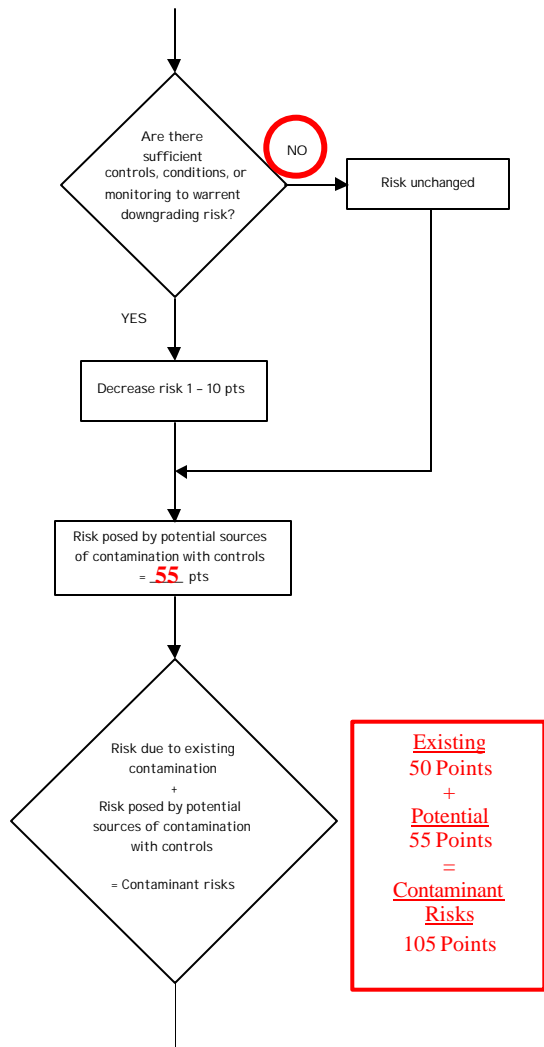 Are there
sufficient
controls, conditions, or
monitoring to warrent
downgrading risk?
NO
Risk unchanged
YES
Decrease risk 1 – 10 pts
Risk posed by potential sources
of contamination with controls
= 55 pts
Risk due to existing
contamination
+
Risk posed by potential
sources of contamination
with controls
= Contaminant risks
Existing
50 Points
+
Potential
55 Points
=
Contaminant
Risks
105 Points